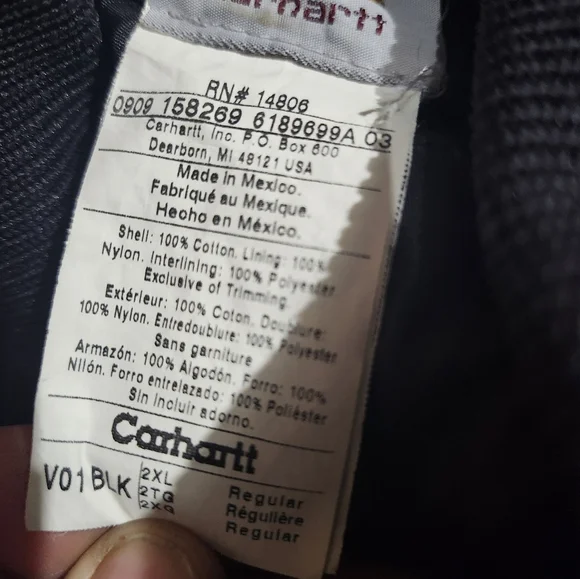 carhartt
RN# 14806
0909 158269 6189699A 03
Carhartt, Inc. P.O. Box 600
Dearborn, MI 48121 USA
Made in Mexico.
Fabriqué au Mexique.
Hecho en México.
Shell: 100% Cotton. Lining: 100%
Nylon. Interlining: 100% Polyester
Exclusive of Trimming.
Extérieur: 100% Coton. Doublure:
100% Nylon. Entredoublure: 100% Polyester
Sans garniture
Armazón: 100% Algodón. Forro: 100%
Nilón. Forro entrelazado: 100% Poliéster
Sin incluir adorno.
Carhartt
V01BLK
2XL Regular
2TG Régulière
2XG Regular